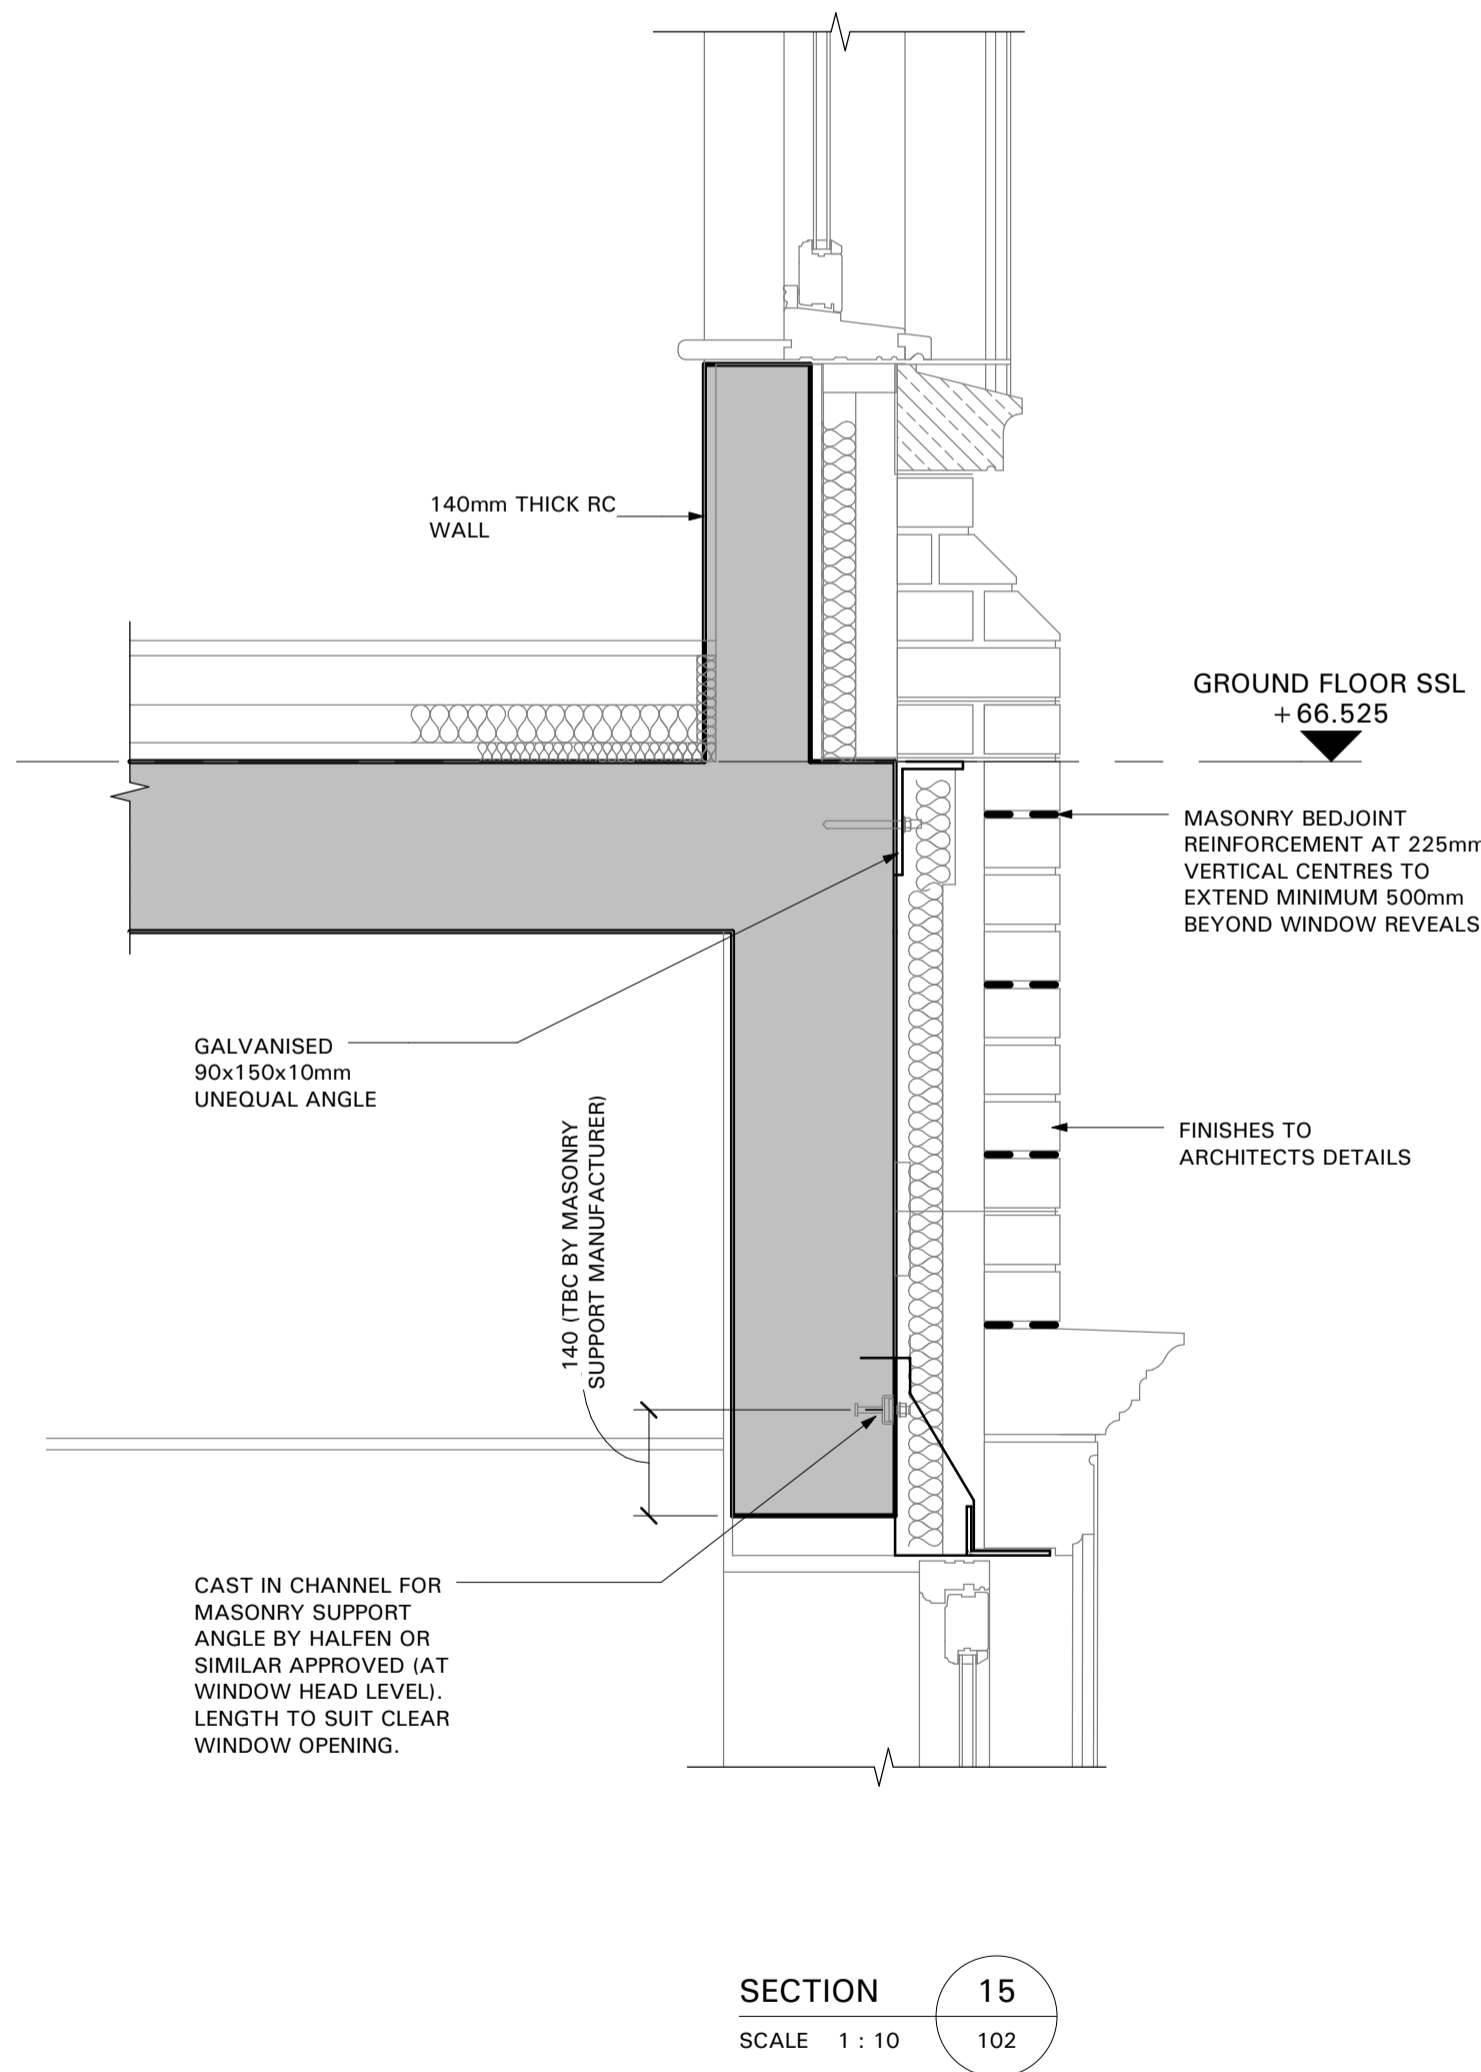 140mm THICK RC
WALL
GROUND FLOOR SSL
+66.525
MASONRY BEDJOINT
REINFORCEMENT AT 225mm
VERTICAL CENTRES TO
EXTEND MINIMUM 500mm
BEYOND WINDOW REVEALS
GALVANISED
90x150x10mm
UNEQUAL ANGLE
140 (TBC BY MASONRY
SUPPORT MANUFACTURER)
FINISHES TO
ARCHITECTS DETAILS
CAST IN CHANNEL FOR
MASONRY SUPPORT
ANGLE BY HALFEN OR
SIMILAR APPROVED (AT
WINDOW HEAD LEVEL).
LENGTH TO SUIT CLEAR
WINDOW OPENING.
SECTION 15
SCALE 1 : 10 102